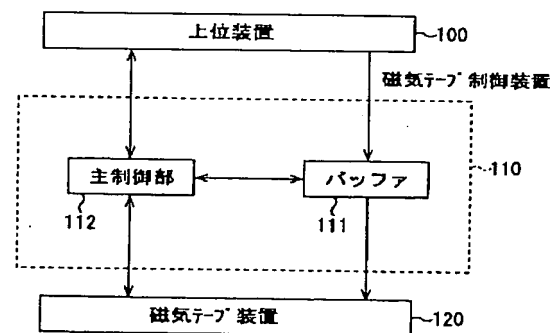 上位装置
100
磁気テープ制御装置
主制御部
バッファ
110
112
111
磁気テープ装置
120